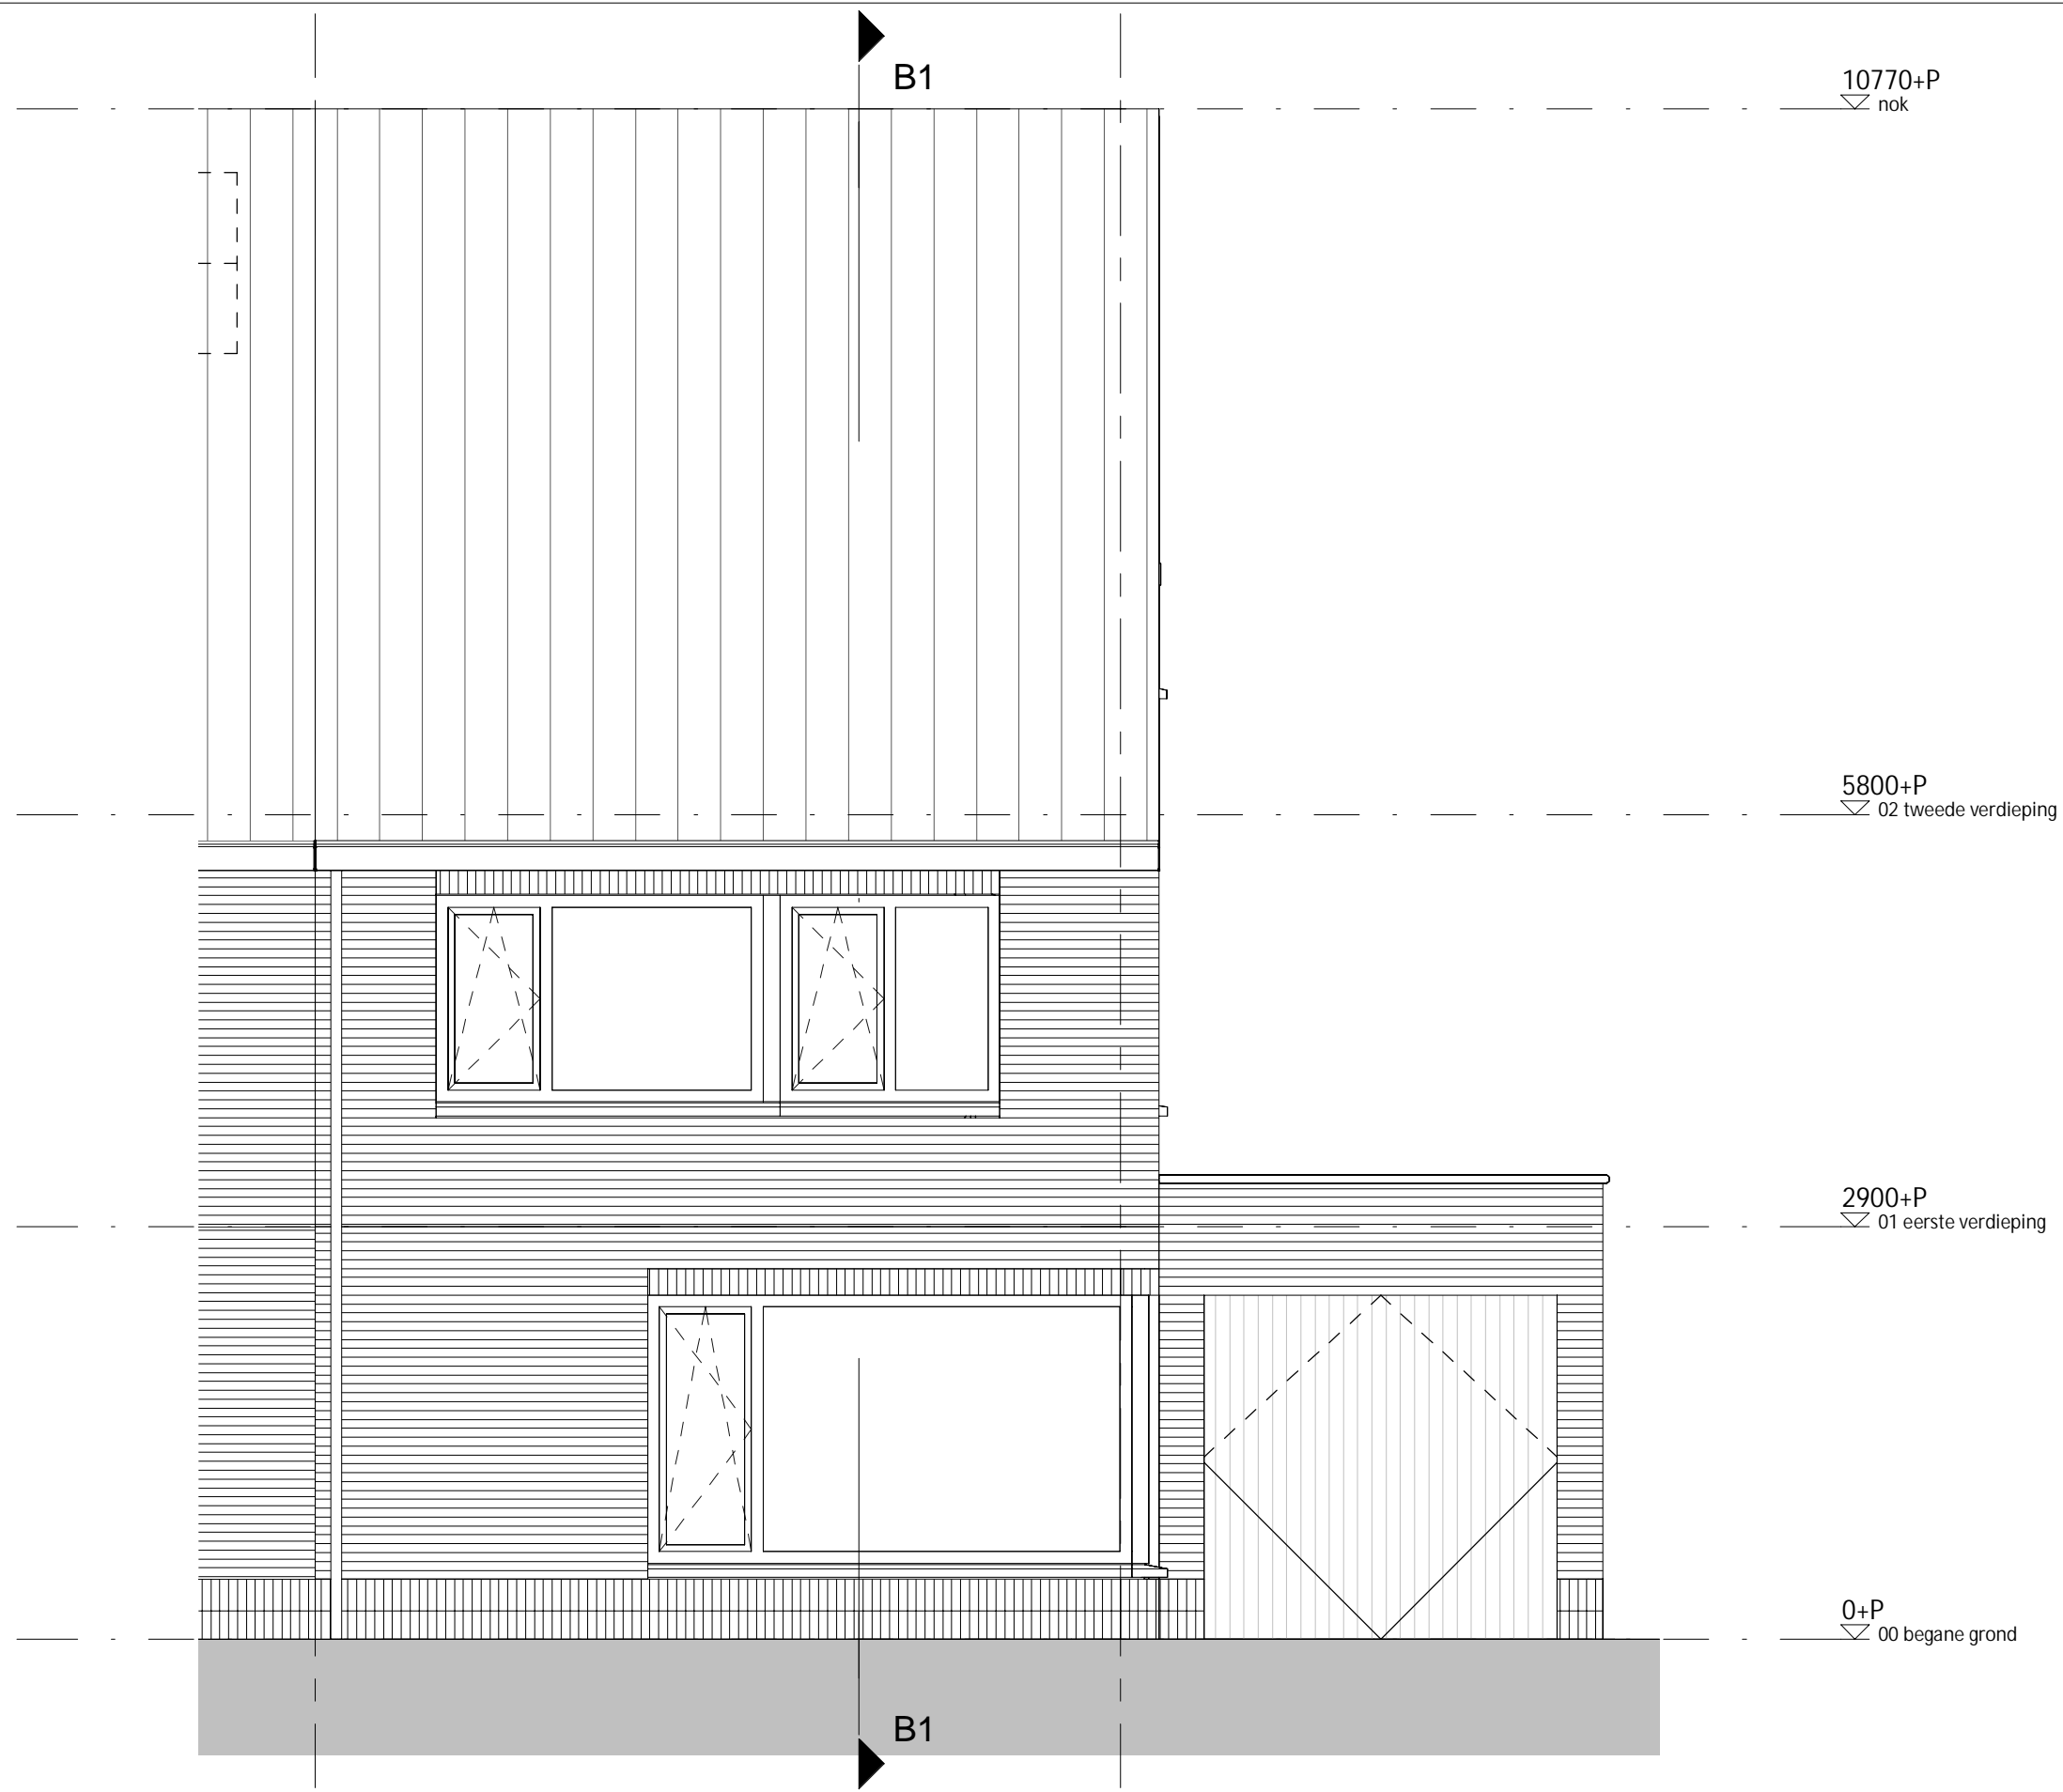 B1
10770+P
nok
5800+P
02 tweede verdieping
2900+P
01 eerste verdieping
0+P
00 begane grond
B1